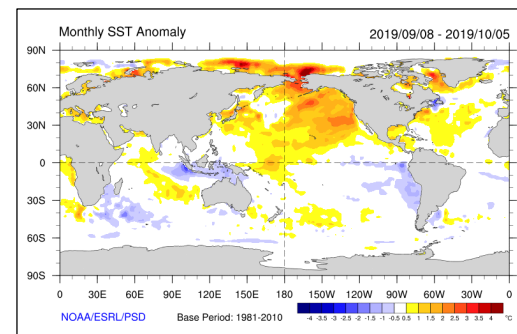 Monthly SST Anomaly 2019/09/08 - 2019/10/05
90N
60N
30N
0
30S
60S
90S
0 30E 60E 90E 120E 150E 180 150W 120W 90W 60W 30W 0
NOAA/ESRL/PSD Base Period: 1981-2010
-4 -3.5 -3 -2.5 -2 -1.5 -1 -0.5 0.5 1 1.5 2 2.5 3 3.5 4 °C